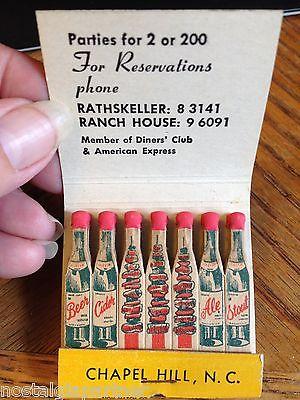 Parties for 2 or 200
For Reservations
phone
RATHSKELLER: 8 3141
RANCH HOUSE: 9 6091
Member of Diners' Club
& American Express
Beer Cider Ale Stout
CHAPEL HILL, N. C.